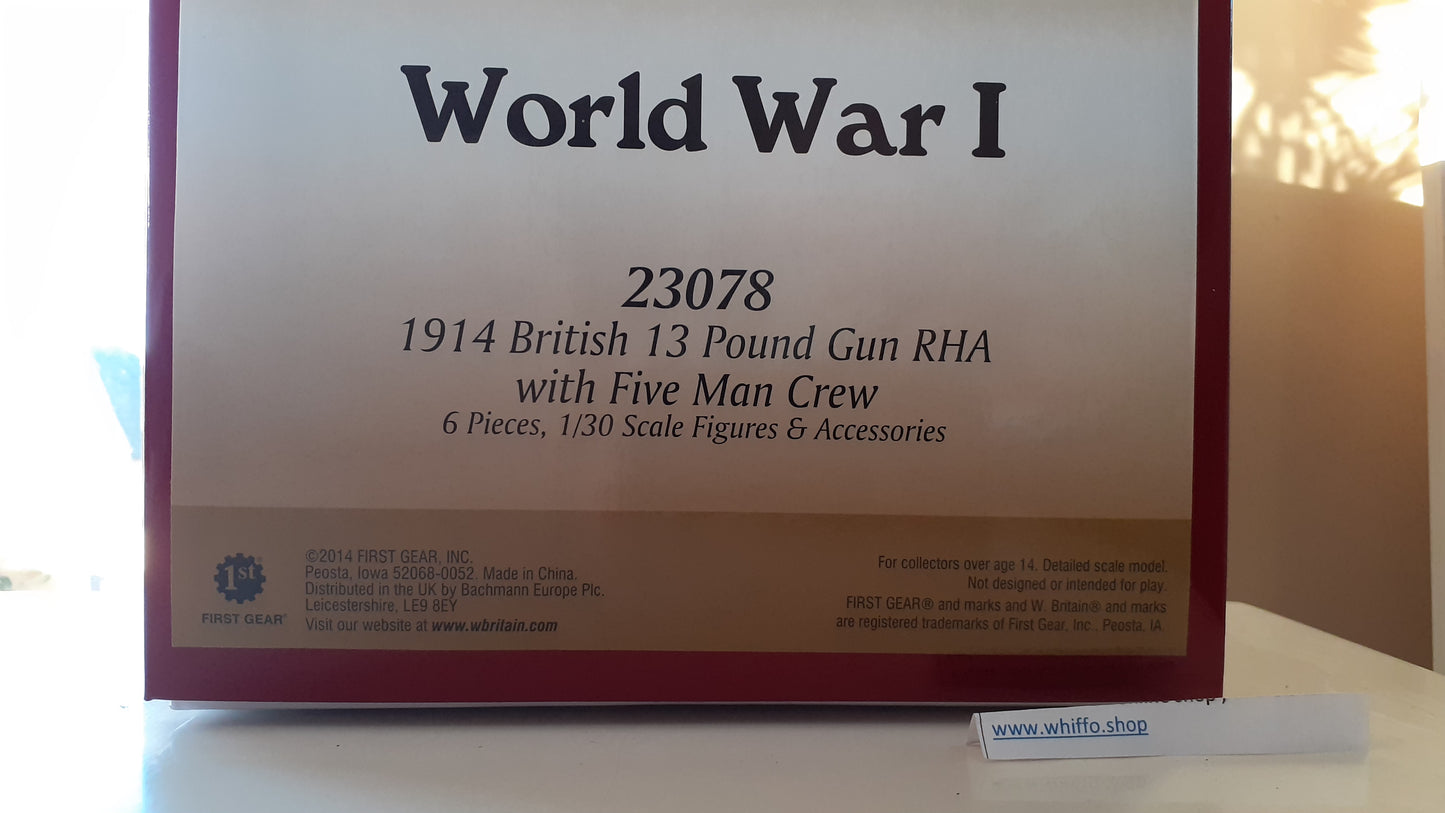 World War I
23078
1914 British 13 Pound Gun RHA
with Five Man Crew
6 Pieces, 1/30 Scale Figures & Accessories
1st
FIRST GEAR®
©2014 FIRST GEAR, INC.
Peosta, Iowa 52068-0052. Made in China.
Distributed in the UK by Bachmann Europe Plc.
Leicestershire, LE9 8EY
Visit our website at www.wbritain.com
For collectors over age 14. Detailed scale model.
Not designed or intended for play.
FIRST GEAR® and marks and W. Britain® and marks
are registered trademarks of First Gear, Inc., Peosta, IA.
www.whiffo.shop